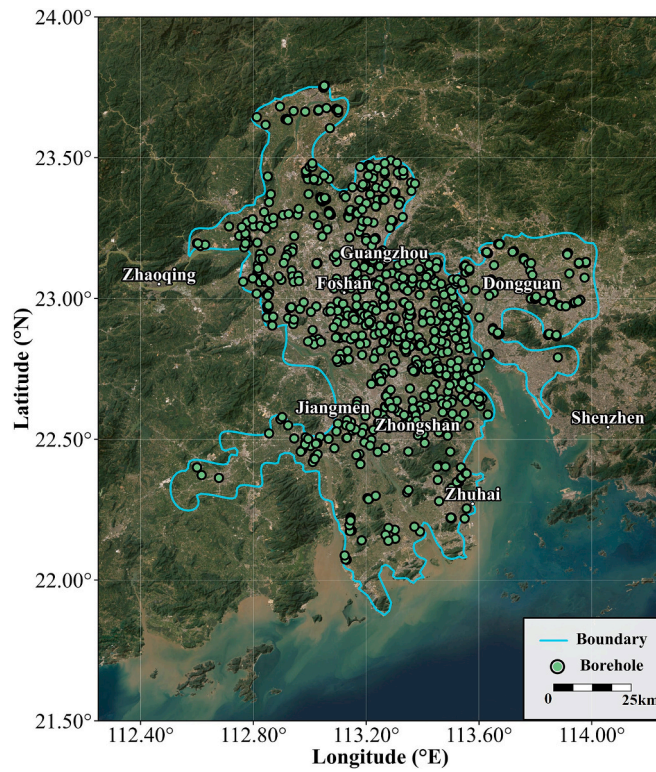 24.00°
23.50°
Guangzhou
Zhaoqing
Foshan
Dongguan
23.00°
Latitude (°N)
Jiangmen
Zhongshan
Shenzhen
22.50°
Zhuhai
22.00°
Boundary
Borehole
0 25km
21.50°
112.40° 112.80° 113.20° 113.60° 114.00°
Longitude (°E)